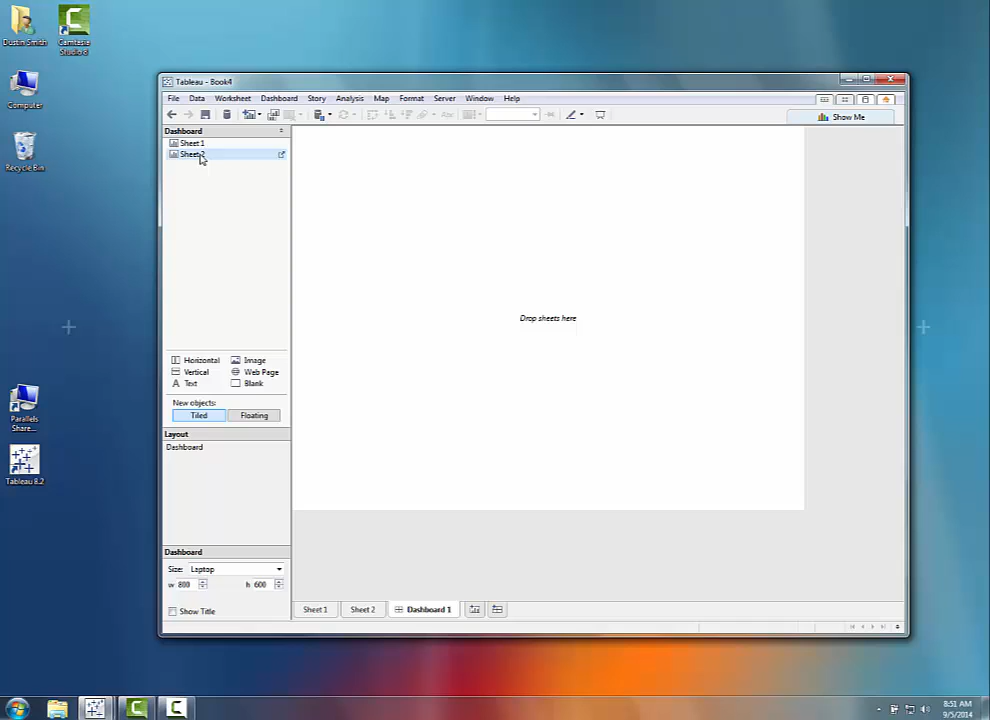 Dustin Smith
Camtasia
Studio 8
Computer
Recycle Bin
Parallels
Share...
Tableau 8.2
Tableau - Book4
File Data Worksheet Dashboard Story Analysis Map Format Server Window Help
Abc
Show Me
Dashboard
Sheet 1
Sheet 2
Drop sheets here
Horizontal Image
Vertical Web Page
A Text Blank
New objects:
Tiled Floating
Layout
Dashboard
Dashboard
Size: Laptop
w 800 h 600
Show Title
Sheet 1 Sheet 2 Dashboard 1
8:51 AM
9/5/2014